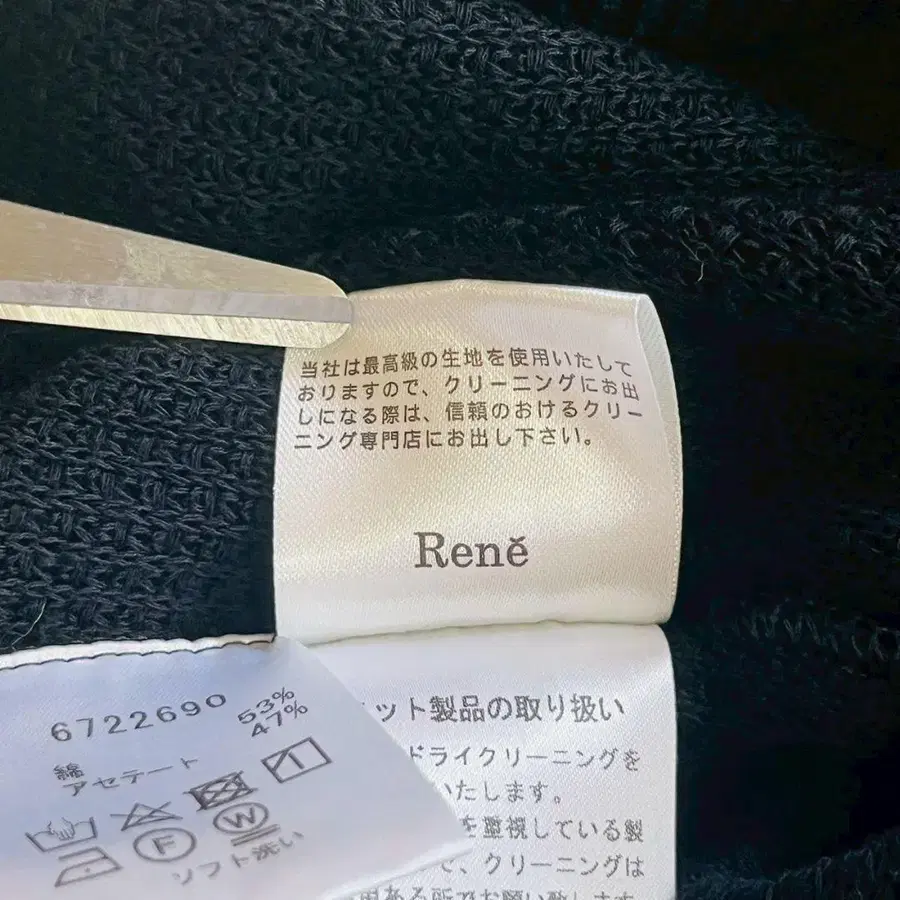 当社は最高級の生地を使用いたして
おりますので、クリーニングにお出
しになる際は、信頼のおけるクリー
ニング専門店にお出し下さい。
Reně
6722690
綿 53%
アセテート 47%
F
W
ソフト洗い
ット製品の取り扱い
ドライクリーニングを
いたします。
を重視している製
で、クリーニングは